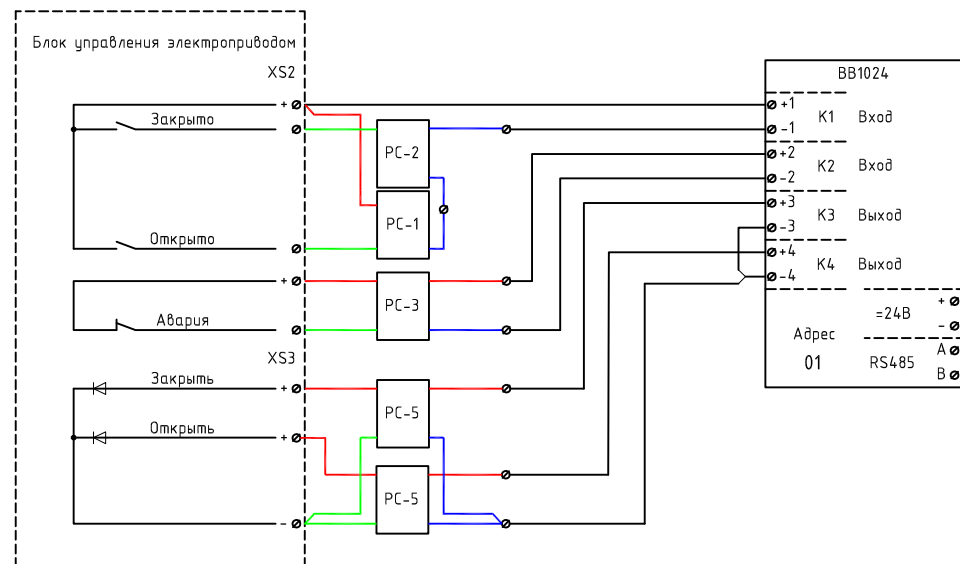 Блок управления электроприводом
XS2
+
Закрыто
Открыто
+
Авария
XS3
Закрыть
+
Открыть
+
-
РС-2
РС-1
РС-3
РС-5
РС-5
ВВ1024
+1
К1 Вход
-1
+2
К2 Вход
-2
+3
К3 Выход
-3
+4
К4 Выход
-4
=24В
+
-
Адрес
01
RS485
A
B